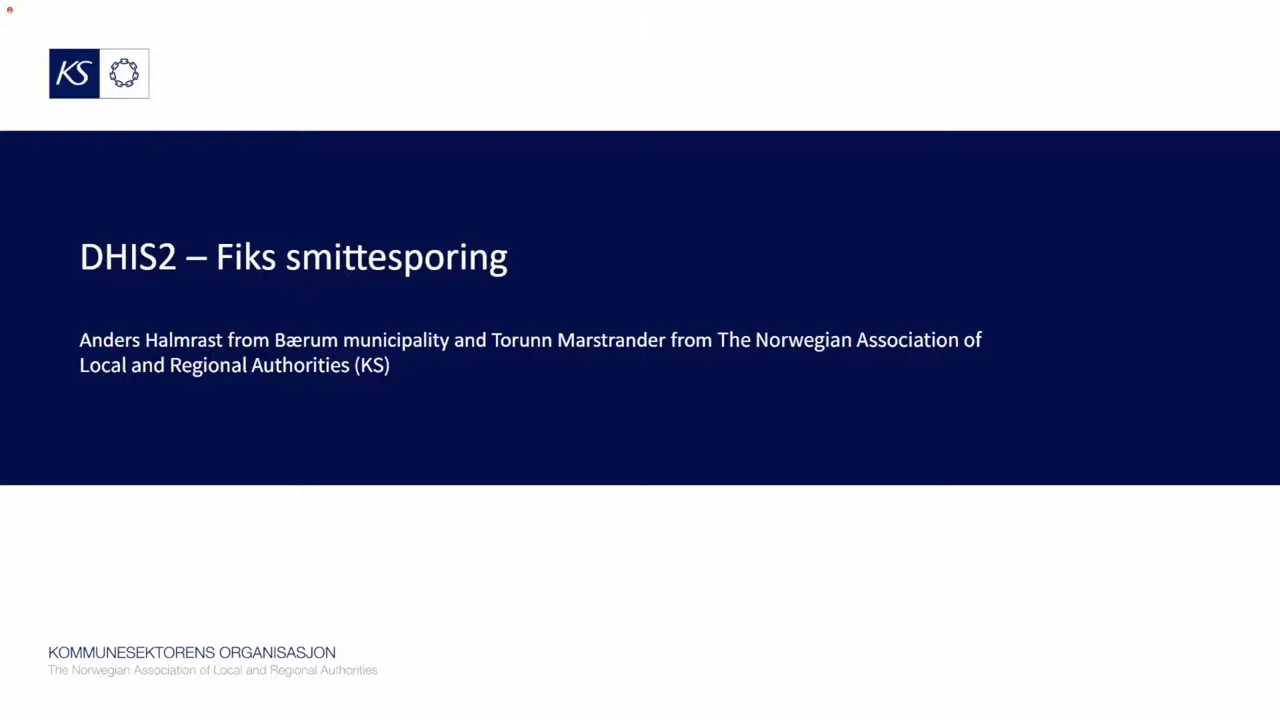 KS
DHIS2 – Fiks smittesporing
Anders Halmrast from Bærum municipality and Torunn Marstrander from The Norwegian Association of
Local and Regional Authorities (KS)
KOMMUNESEKTORENS ORGANISASJON
The Norwegian Association of Local and Regional Authorities